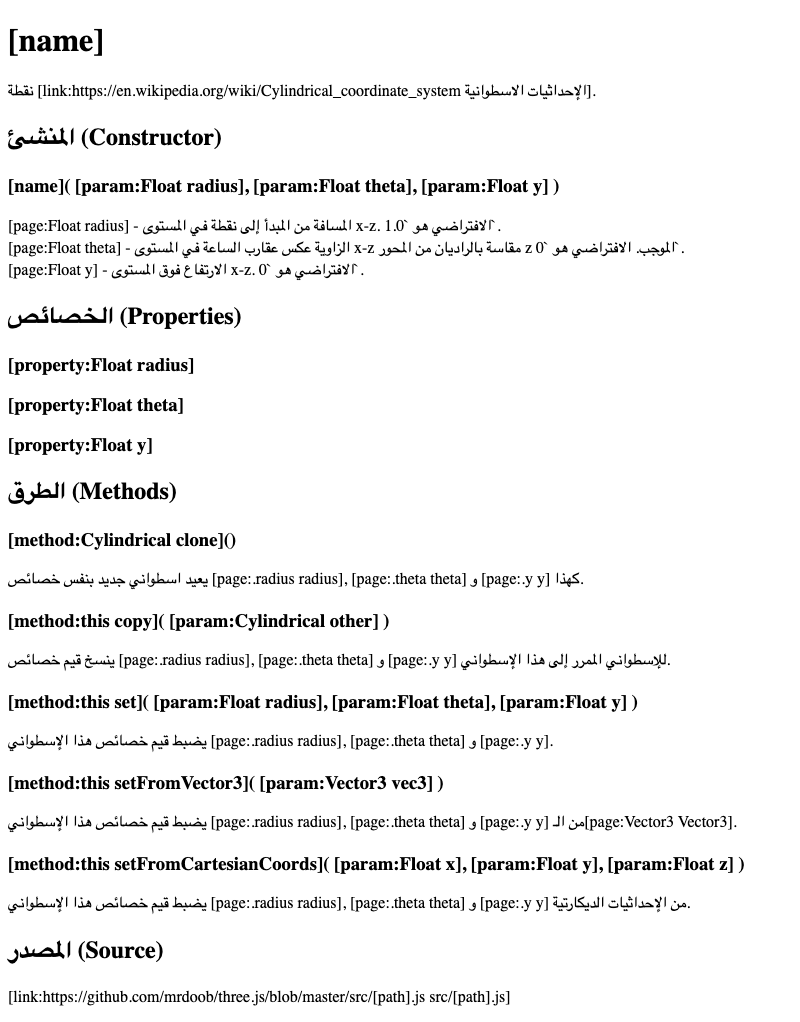 [name]
نقطة [link:https://en.wikipedia.org/wiki/Cylindrical_coordinate_system الإحداثيات الاسطوانية].
المنشئ (Constructor)
[name]( [param:Float radius], [param:Float theta], [param:Float y] )
[page:Float radius] - المسافة من المبدأ إلى نقطة في المستوى x-z. الافتراضي هو `1.0`.
[page:Float theta] - الزاوية عكس عقارب الساعة في المستوى x-z مقاسة بالراديان من المحور z الموجب. الافتراضي هو `0`.
[page:Float y] - الارتفاع فوق المستوى x-z. الافتراضي هو `0`.
الخصائص (Properties)
[property:Float radius]
[property:Float theta]
[property:Float y]
الطرق (Methods)
[method:Cylindrical clone]()
يعيد اسطواني جديد بنفس خصائص [page:.radius radius], [page:.theta theta] و [page:.y y] كهذا.
[method:this copy]( [param:Cylindrical other] )
ينسخ قيم خصائص [page:.radius radius], [page:.theta theta] و [page:.y y] للإسطواني الممرر إلى هذا الإسطواني.
[method:this set]( [param:Float radius], [param:Float theta], [param:Float y] )
يضبط قيم خصائص هذا الإسطواني [page:.radius radius], [page:.theta theta] و [page:.y y].
[method:this setFromVector3]( [param:Vector3 vec3] )
يضبط قيم خصائص هذا الإسطواني [page:.radius radius], [page:.theta theta] و [page:.y y] من الـ[page:Vector3 Vector3].
[method:this setFromCartesianCoords]( [param:Float x], [param:Float y], [param:Float z] )
يضبط قيم خصائص هذا الإسطواني [page:.radius radius], [page:.theta theta] و [page:.y y] من الإحداثيات الديكارتية.
المصدر (Source)
[link:https://github.com/mrdoob/three.js/blob/master/src/[path].js src/[path].js]